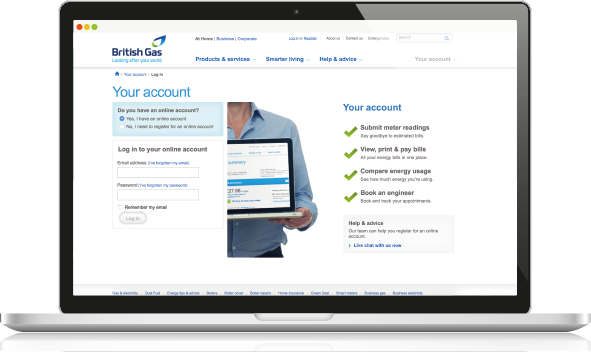 British Gas
Looking after your world
At Home | Business | Corporate
Log in or Register
About us
Contact us
Emergencies
Search
Products & services
Smarter living
Help & advice
Your account
Your account
Log in
Your account
Do you have an online account?
Yes, I have an online account
No, I need to register for an online account
Log in to your online account
Email address (I've forgotten my email)
Password (I've forgotten my password)
Remember my email
Log in
summary
£27.86
Your account
Submit meter readings
Say goodbye to estimated bills.
View, print & pay bills
All your energy bills in one place.
Compare energy usage
See how much energy you're using.
Book an engineer
Book and track your appointments.
Help & advice
Our team can help you register for an online
account.
Live chat with us now
Gas & electricity
Dual Fuel
Energy tips & advice
Boilers
Boiler cover
Boiler repairs
Home insurance
Green Deal
Smart meters
Business gas
Business electricity